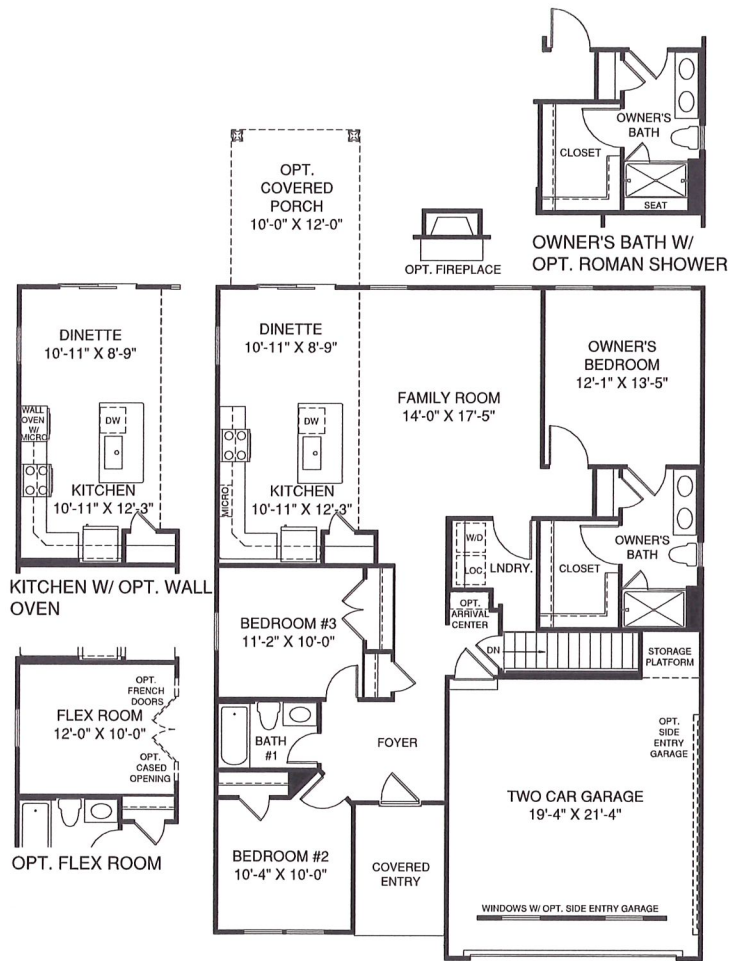 OWNER'S
BATH
CLOSET
SEAT
OWNER'S BATH W/
OPT. ROMAN SHOWER
OPT.
COVERED
PORCH
10'-0" X 12'-0"
OPT. FIREPLACE
DINETTE
10'-11" X 8'-9"
WALL
OVEN
W/
MICRO
DW
KITCHEN
10'-11" X 12'-3"
KITCHEN W/ OPT. WALL
OVEN
DINETTE
10'-11" X 8'-9"
DW
MICRO
KITCHEN
10'-11" X 12'-3"
FAMILY ROOM
14'-0" X 17'-5"
OWNER'S
BEDROOM
12'-1" X 13'-5"
W/D
LOC
LNDRY.
CLOSET
OWNER'S
BATH
OPT.
ARRIVAL
CENTER
DN
STORAGE
PLATFORM
BEDROOM #3
11'-2" X 10'-0"
OPT.
FRENCH
DOORS
FLEX ROOM
12'-0" X 10'-0"
OPT.
CASED
OPENING
OPT. FLEX ROOM
BATH
#1
FOYER
OPT.
SIDE
ENTRY
GARAGE
TWO CAR GARAGE
19'-4" X 21'-4"
BEDROOM #2
10'-4" X 10'-0"
COVERED
ENTRY
WINDOWS W/ OPT. SIDE ENTRY GARAGE